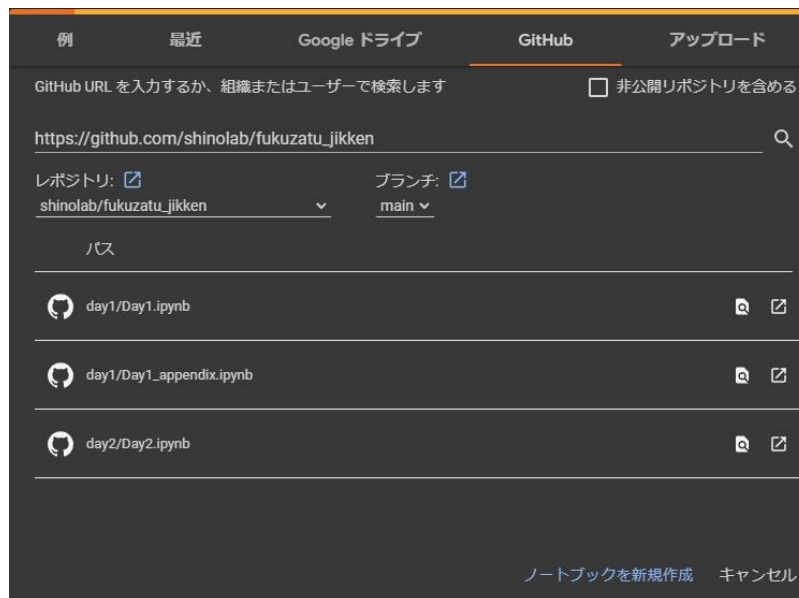 例 最近 Google ドライブ GitHub アップロード
GitHub URL を入力するか、組織またはユーザーで検索します 非公開リポジトリを含める
https://github.com/shinolab/fukuzatu_jikken
レポジトリ: ブランチ:
shinolab/fukuzatu_jikken main
パス
day1/Day1.ipynb
day1/Day1_appendix.ipynb
day2/Day2.ipynb
ノートブックを新規作成 キャンセル